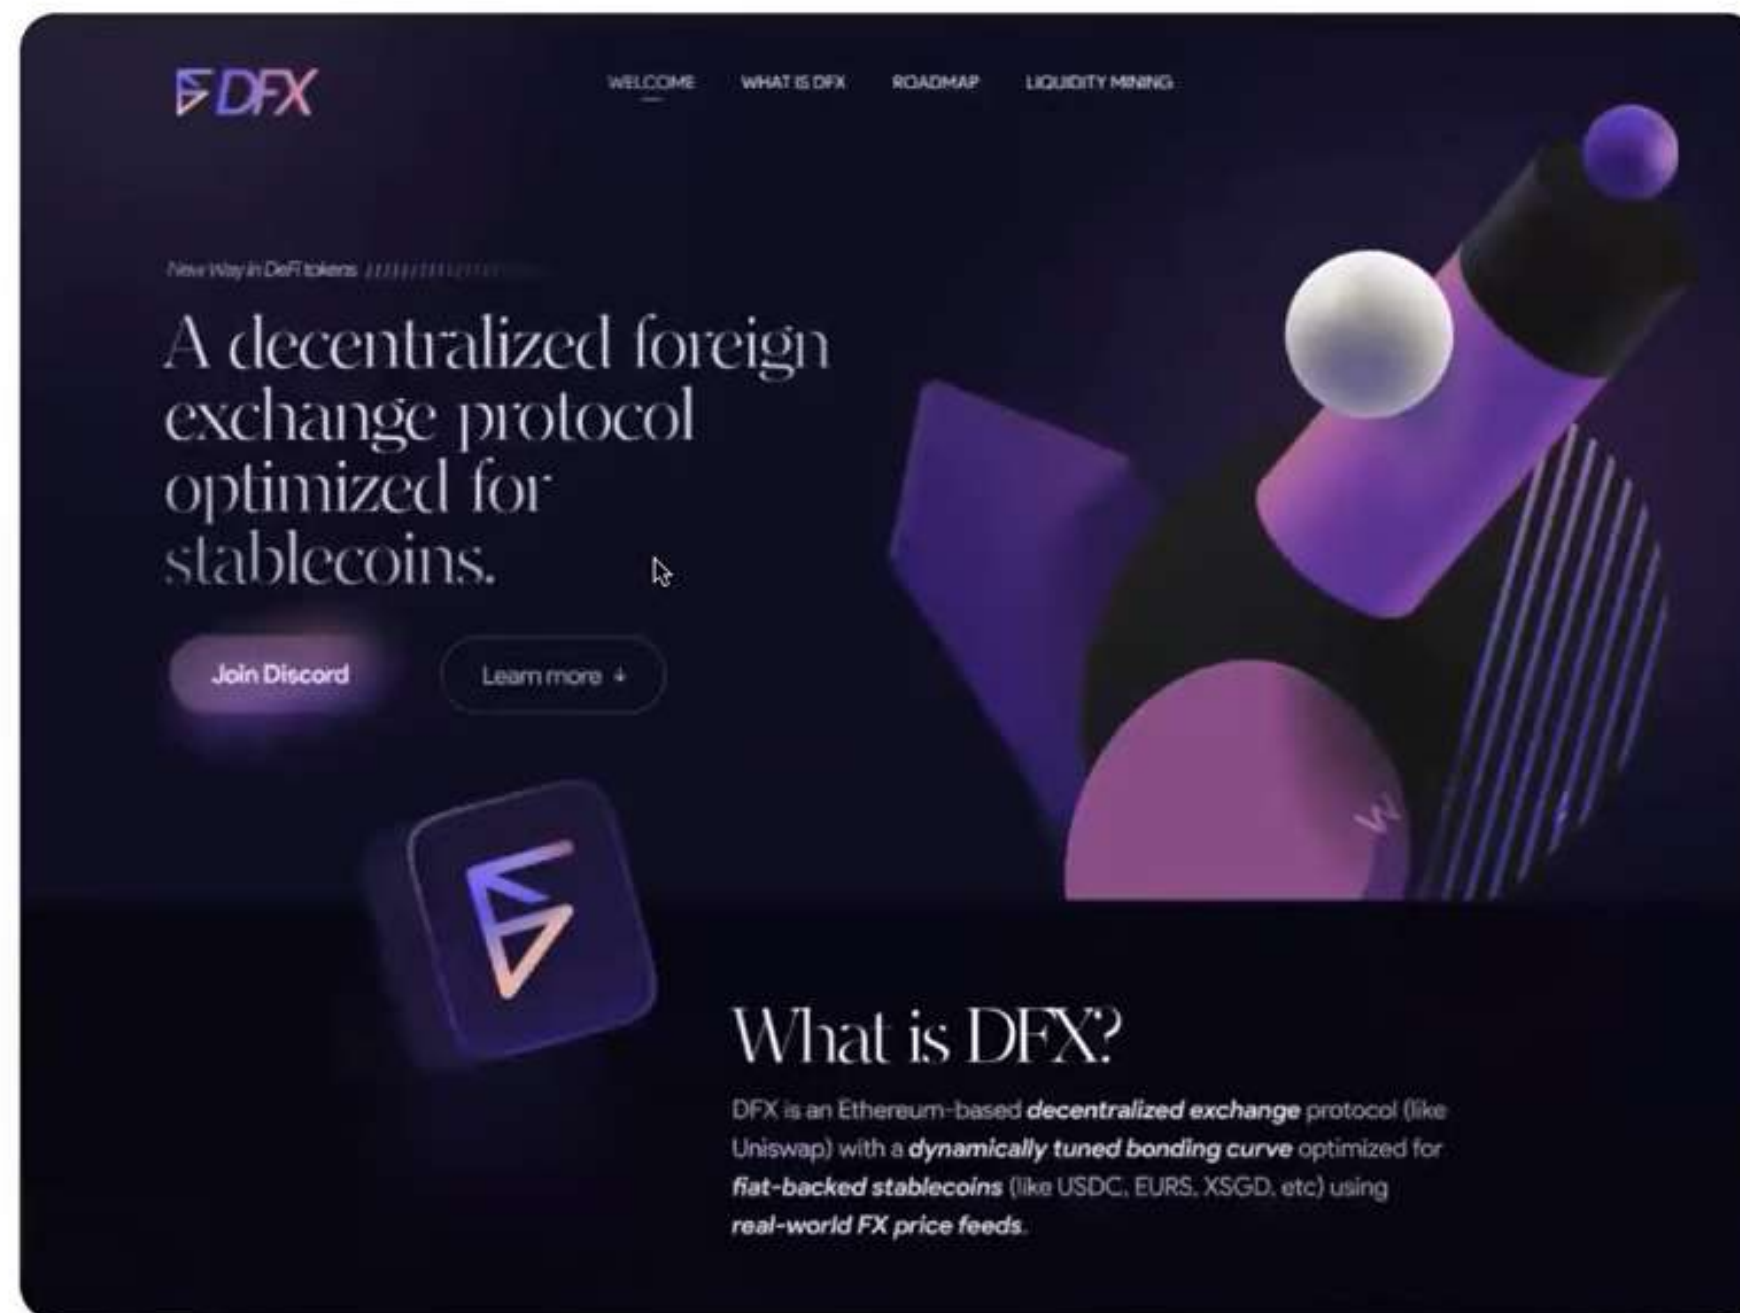 DFX
WELCOME
WHAT IS DFX
ROADMAP
LIQUIDITY MINING
New Way in DeFi tokens
A decentralized foreign
exchange protocol
optimized for
stablecoins.
Join Discord
Learn more ↓
What is DFX?
DFX is an Ethereum-based decentralized exchange protocol (like
Uniswap) with a dynamically tuned bonding curve optimized for
fiat-backed stablecoins (like USDC, EURS, XSGD, etc) using
real-world FX price feeds.